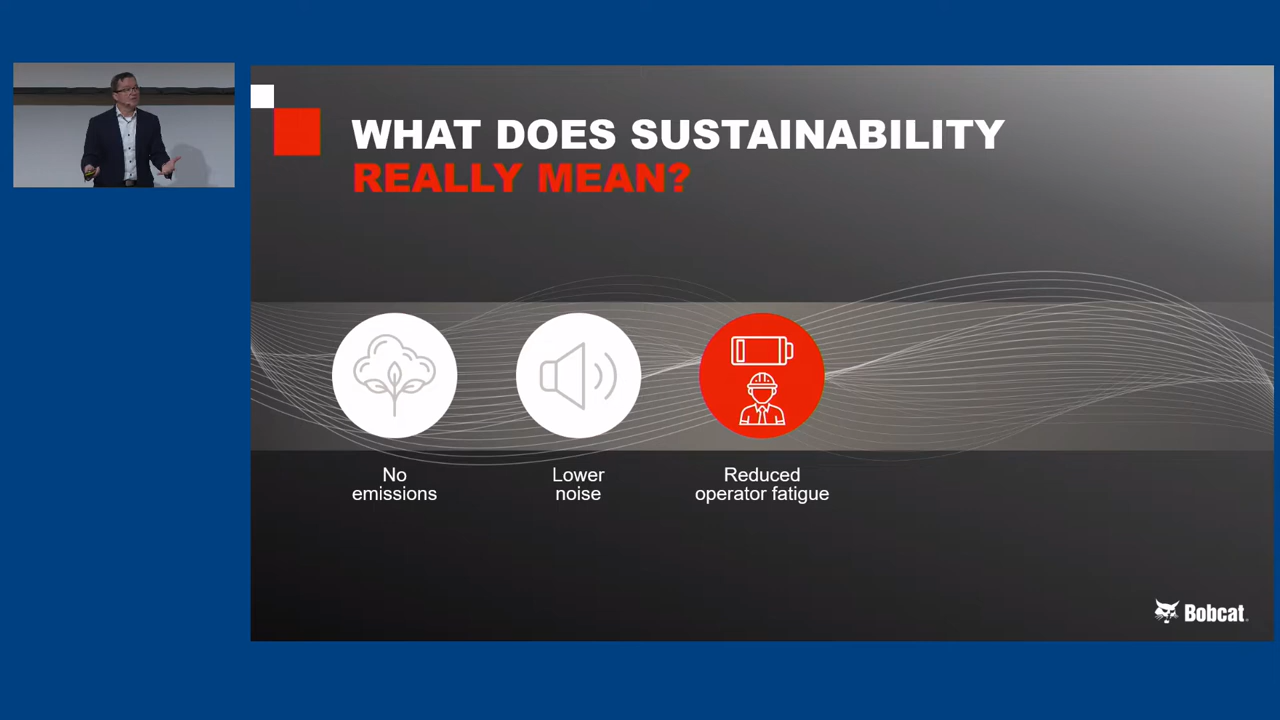 WHAT DOES SUSTAINABILITY
REALLY MEAN?
No
emissions
Lower
noise
Reduced
operator fatigue
Bobcat